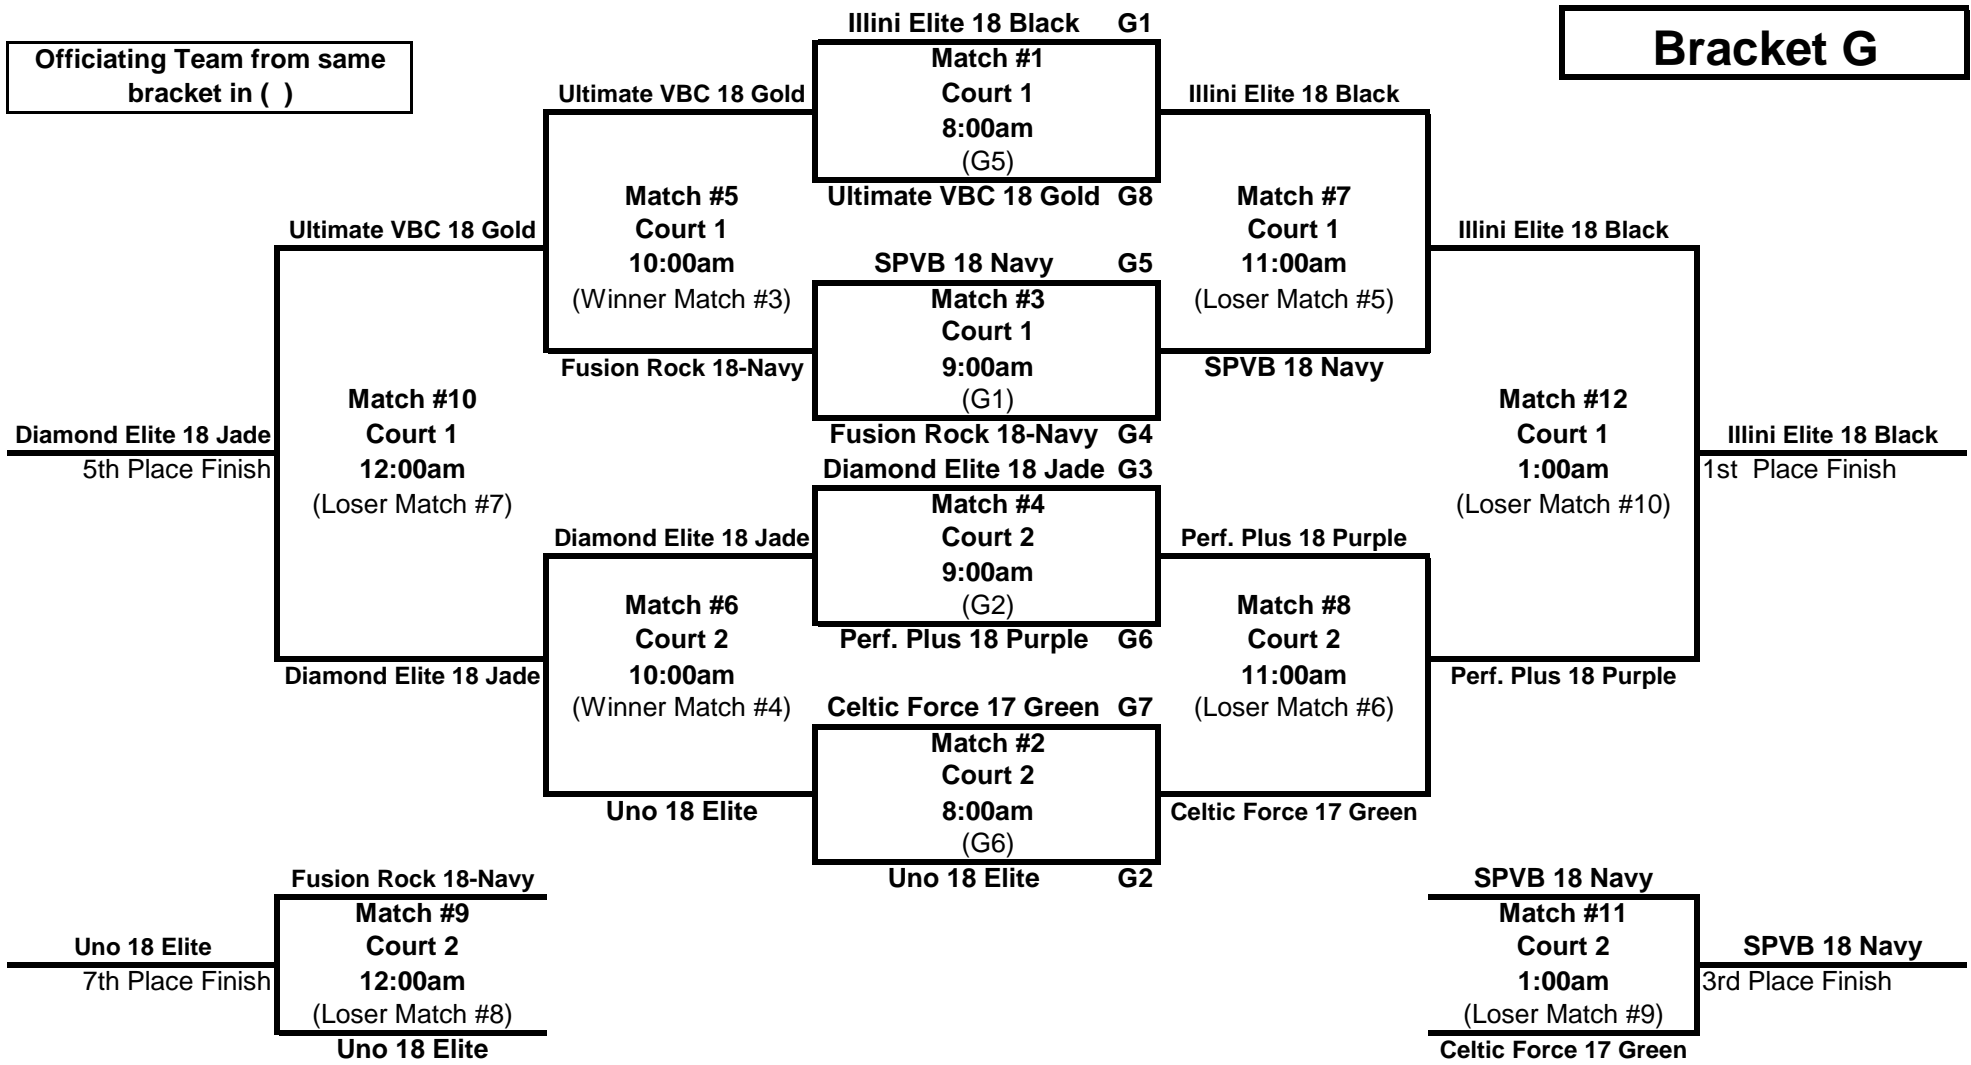 Illini Elite 18 Black G1
Bracket G
Officiating Team from same
bracket in ( )
Match #1
Court 1
8:00am
(G5)
Ultimate VBC 18 Gold G8
Ultimate VBC 18 Gold
Illini Elite 18 Black
Match #5
Court 1
10:00am
(Winner Match #3)
Match #7
Court 1
11:00am
(Loser Match #5)
Ultimate VBC 18 Gold
Illini Elite 18 Black
SPVB 18 Navy G5
Match #3
Court 1
9:00am
(G1)
Fusion Rock 18-Navy G4
Fusion Rock 18-Navy
SPVB 18 Navy
Match #10
Court 1
12:00am
(Loser Match #7)
Match #12
Court 1
1:00am
(Loser Match #10)
Diamond Elite 18 Jade
5th Place Finish
Illini Elite 18 Black
1st Place Finish
Diamond Elite 18 Jade G3
Match #4
Court 2
9:00am
(G2)
Perf. Plus 18 Purple G6
Diamond Elite 18 Jade
Perf. Plus 18 Purple
Match #6
Court 2
10:00am
(Winner Match #4)
Match #8
Court 2
11:00am
(Loser Match #6)
Diamond Elite 18 Jade
Perf. Plus 18 Purple
Celtic Force 17 Green G7
Match #2
Court 2
8:00am
(G6)
Uno 18 Elite G2
Uno 18 Elite
Celtic Force 17 Green
Fusion Rock 18-Navy
Match #9
Court 2
12:00am
(Loser Match #8)
Uno 18 Elite
Uno 18 Elite
7th Place Finish
SPVB 18 Navy
Match #11
Court 2
1:00am
(Loser Match #9)
Celtic Force 17 Green
SPVB 18 Navy
3rd Place Finish